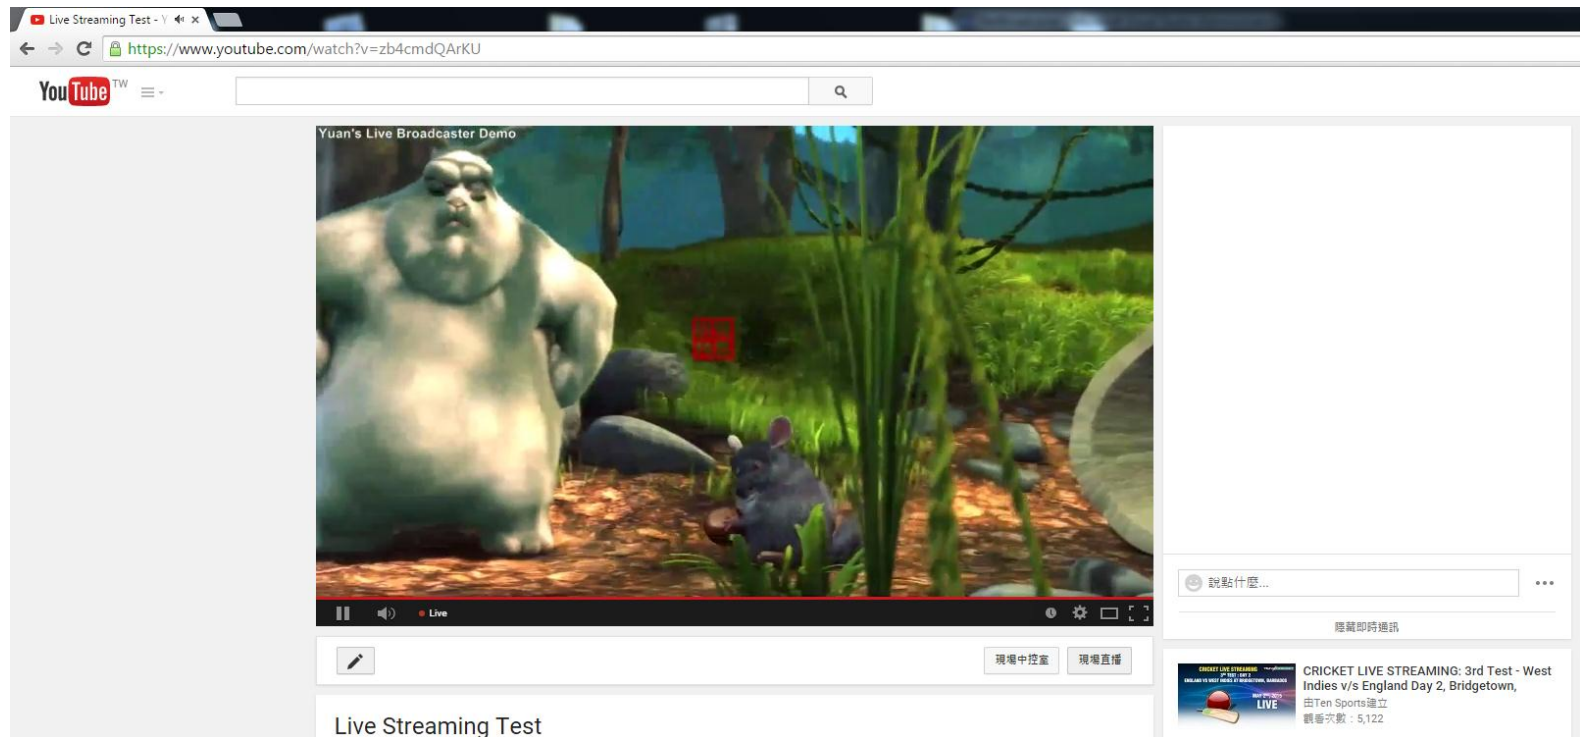 Live Streaming Test - Y
https://www.youtube.com/watch?v=zb4cmdQArKU
YouTube TW
Yuan's Live Broadcaster Demo
Live
說點什麼...
隱藏即時通訊
現場中控室
現場直播
Live Streaming Test
CRICKET LIVE STREAMING
LIVE
CRICKET LIVE STREAMING: 3rd Test - West
Indies v/s England Day 2, Bridgetown,
由Ten Sports建立
觀看次數：5,122